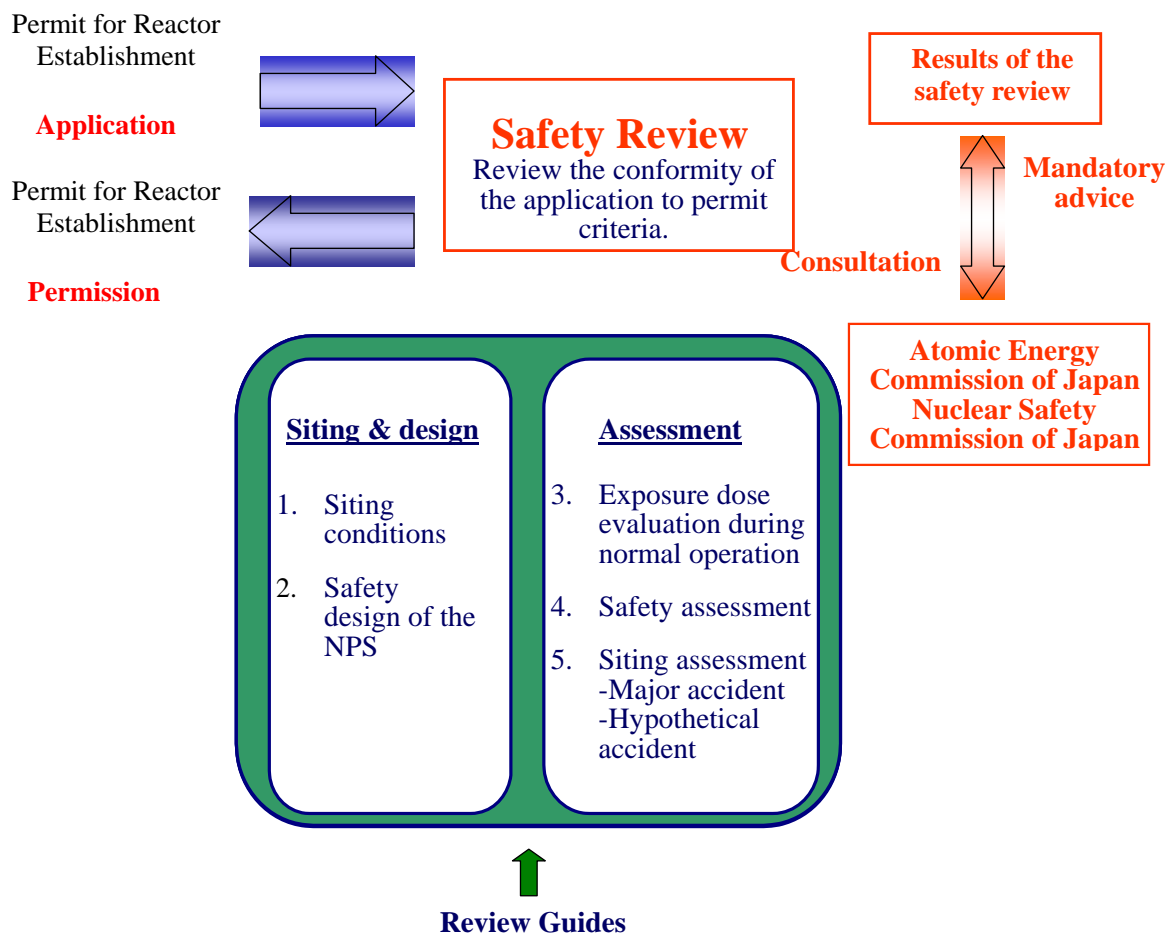 Permit for Reactor
Establishment
Application
Permit for Reactor
Establishment
Permission
Safety Review
Review the conformity of
the application to permit
criteria.
Results of the
safety review
Mandatory
advice
Consultation
Atomic Energy
Commission of Japan
Nuclear Safety
Commission of Japan
Siting & design
1. Siting
conditions
2. Safety
design of the
NPS
Assessment
3. Exposure dose
evaluation during
normal operation
4. Safety assessment
5. Siting assessment
-Major accident
-Hypothetical
accident
Review Guides